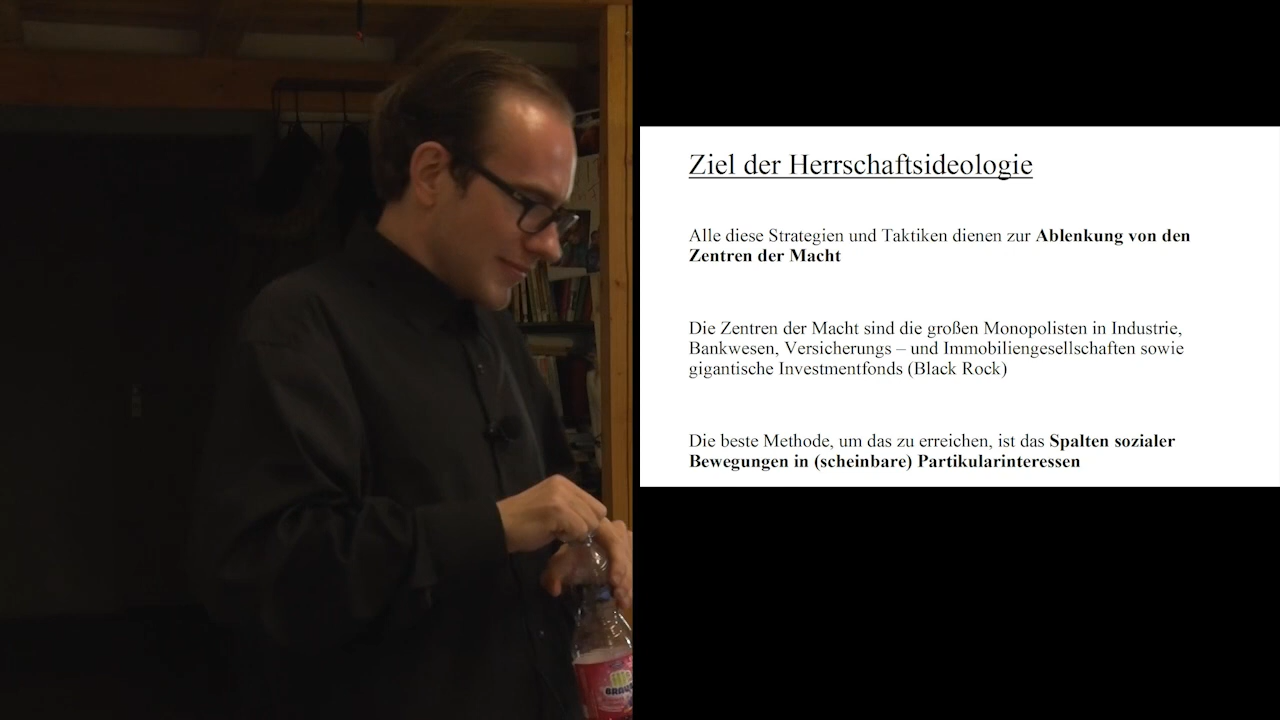 Ziel der Herrschaftsideologie
Alle diese Strategien und Taktiken dienen zur Ablenkung von den
Zentren der Macht
Die Zentren der Macht sind die großen Monopolisten in Industrie,
Bankwesen, Versicherungs – und Immobiliengesellschaften sowie
gigantische Investmentfonds (Black Rock)
Die beste Methode, um das zu erreichen, ist das Spalten sozialer
Bewegungen in (scheinbare) Partikularinteressen